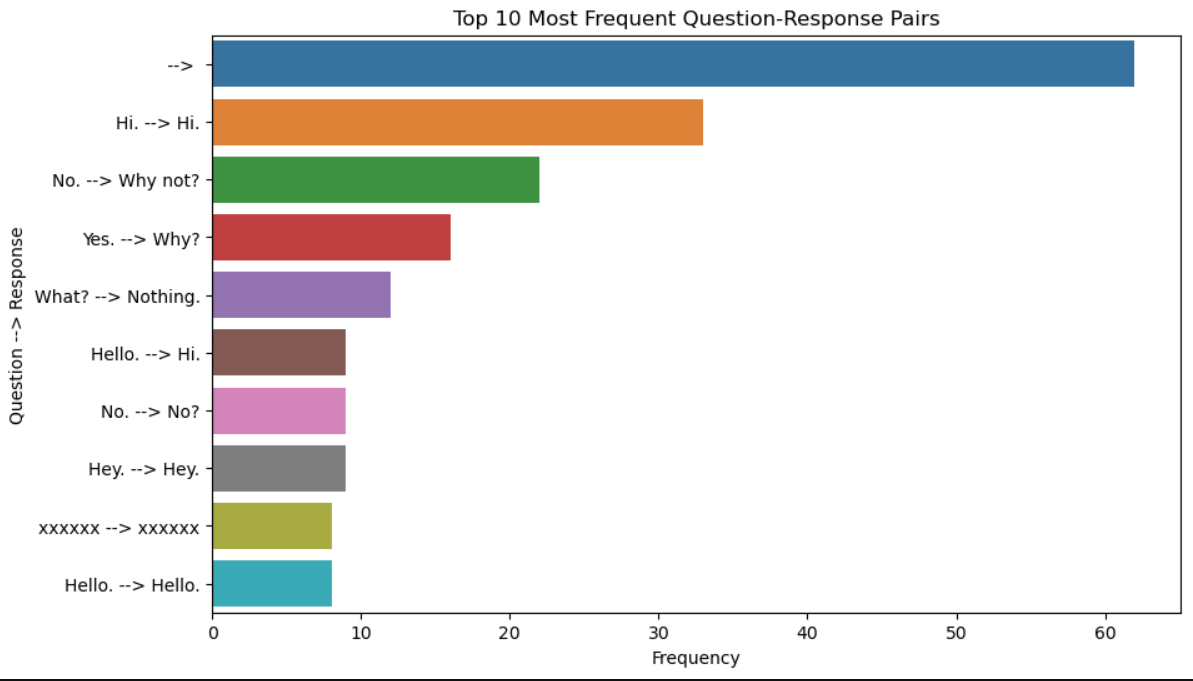 Top 10 Most Frequent Question-Response Pairs
Question --> Response
-->
Hi. --> Hi.
No. --> Why not?
Yes. --> Why?
What? --> Nothing.
Hello. --> Hi.
No. --> No?
Hey. --> Hey.
xxxxxx --> xxxxxx
Hello. --> Hello.
0 10 20 30 40 50 60
Frequency